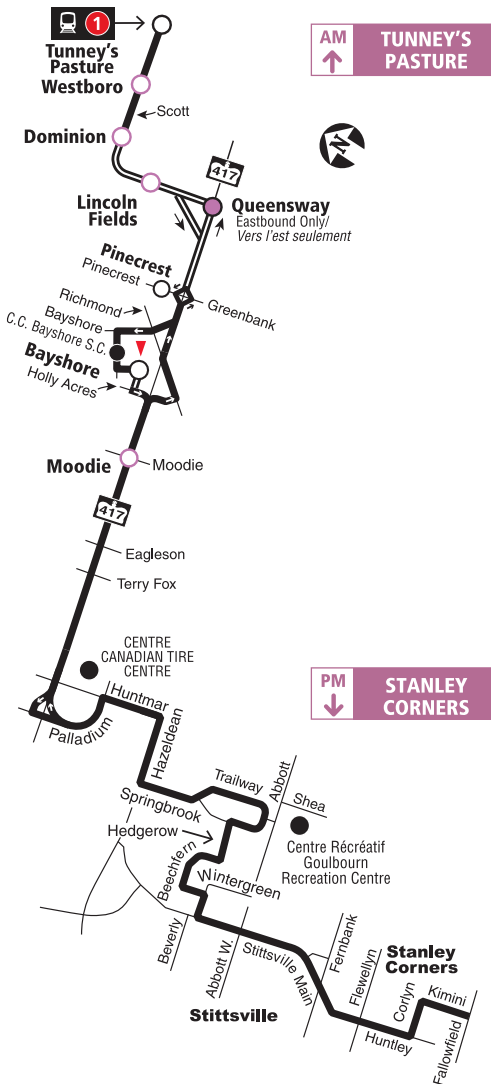 1
Tunney's
Pasture
Westboro
AM
TUNNEY'S
PASTURE
Scott
Dominion
N
417
Lincoln
Fields
Queensway
Eastbound Only/
Vers l'est seulement
Pinecrest
Pinecrest
Richmond
Greenbank
Bayshore
C.C. Bayshore S.C.
Bayshore
Holly Acres
Moodie
Moodie
417
Eagleson
Terry Fox
CENTRE
CANADIAN TIRE
CENTRE
PM
STANLEY
CORNERS
Huntmar
Palladium
Hazeldean
Trailway
Abbott
Springbrook
Shea
Hedgerow
Centre Récréatif
Goulbourn
Recreation Centre
Beechfern
Wintergreen
Beverly
Abbott W.
Stittsville Main
Fernbank
Stittsville
Flewellyn
Stanley
Corners
Corlyn
Kimini
Huntley
Fallowfield